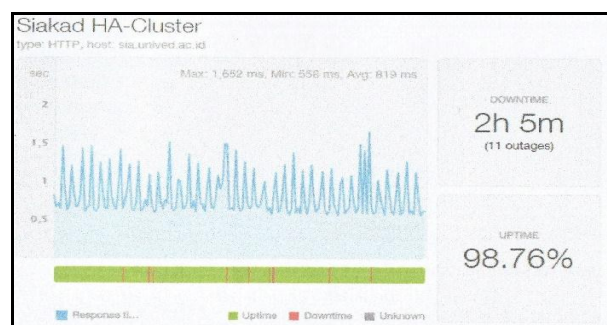 Siakad HA-Cluster
type: HTTP, host: sia.unived.ac.id
sec
Max: 1,652 ms, Min: 556 ms, Avg: 819 ms
2
1,5
1
0,5
DOWNTIME
2h 5m
(11 outages)
UPTIME
98.76%
Response ti...
Uptime
Downtime
Unknown